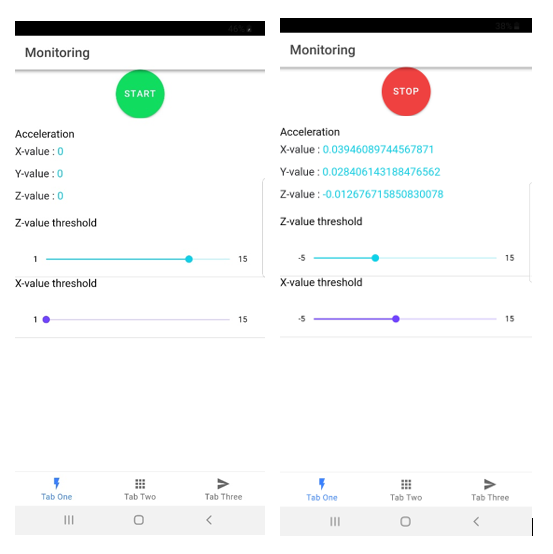 46%
Monitoring
START
Acceleration
X-value : 0
Y-value : 0
Z-value : 0
Z-value threshold
1 15
X-value threshold
1 15
Tab One Tab Two Tab Three
Monitoring
STOP
Acceleration
X-value : 0.03946089744567871
Y-value : 0.028406143188476562
Z-value : -0.012676715850830078
Z-value threshold
-5 15
X-value threshold
-5 15
Tab One Tab Two Tab Three